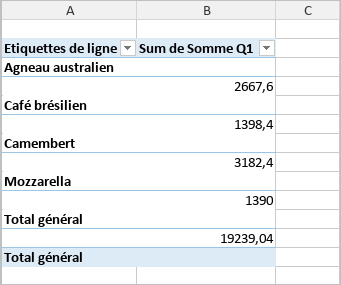 A B C
Etiquettes de ligne Sum de Somme Q1
Agneau australien
2667,6
Café brésilien
1398,4
Camembert
3182,4
Mozzarella
1390
Total général
19239,04
Total général